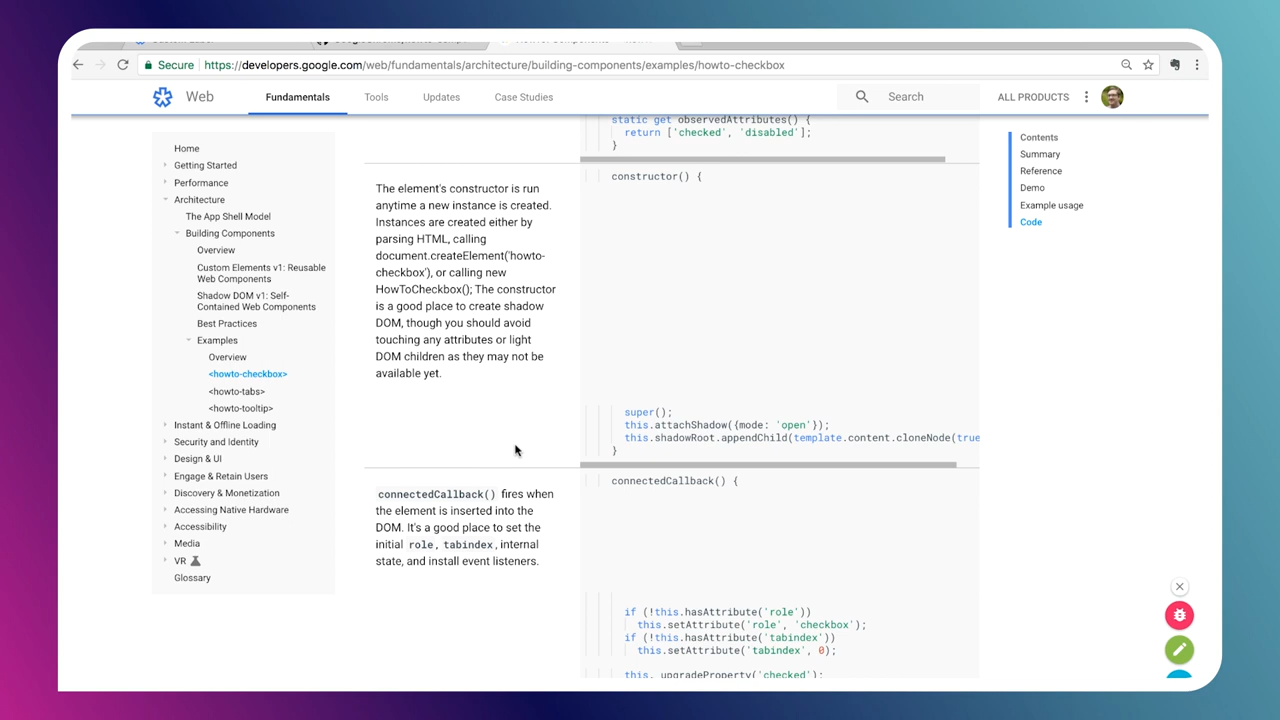 Secure
https://developers.google.com/web/fundamentals/architecture/building-components/examples/howto-checkbox
Web
Fundamentals
Tools
Updates
Case Studies
Search
ALL PRODUCTS
Home
Getting Started
Performance
Architecture
The App Shell Model
Building Components
Overview
Custom Elements v1: Reusable
Web Components
Shadow DOM v1: Self-
Contained Web Components
Best Practices
Examples
Overview
<howto-checkbox>
<howto-tabs>
<howto-tooltip>
Instant & Offline Loading
Security and Identity
Design & UI
Engage & Retain Users
Discovery & Monetization
Accessing Native Hardware
Accessibility
Media
VR
Glossary
The element's constructor is run
anytime a new instance is created.
Instances are created either by
parsing HTML, calling
document.createElement('howto-
checkbox'), or calling new
HowToCheckbox(); The constructor
is a good place to create shadow
DOM, though you should avoid
touching any attributes or light
DOM children as they may not be
available yet.
connectedCallback() fires when
the element is inserted into the
DOM. It's a good place to set the
initial role, tabindex, internal
state, and install event listeners.
static get observedAttributes() {
return ['checked', 'disabled'];
}
constructor() {
super();
this.attachShadow({mode: 'open'});
this.shadowRoot.appendChild(template.content.cloneNode(true
}
connectedCallback() {
if (!this.hasAttribute('role'))
this.setAttribute('role', 'checkbox');
if (!this.hasAttribute('tabindex'))
this.setAttribute('tabindex', 0);
this._upgradeProperty('checked');
Contents
Summary
Reference
Demo
Example usage
Code